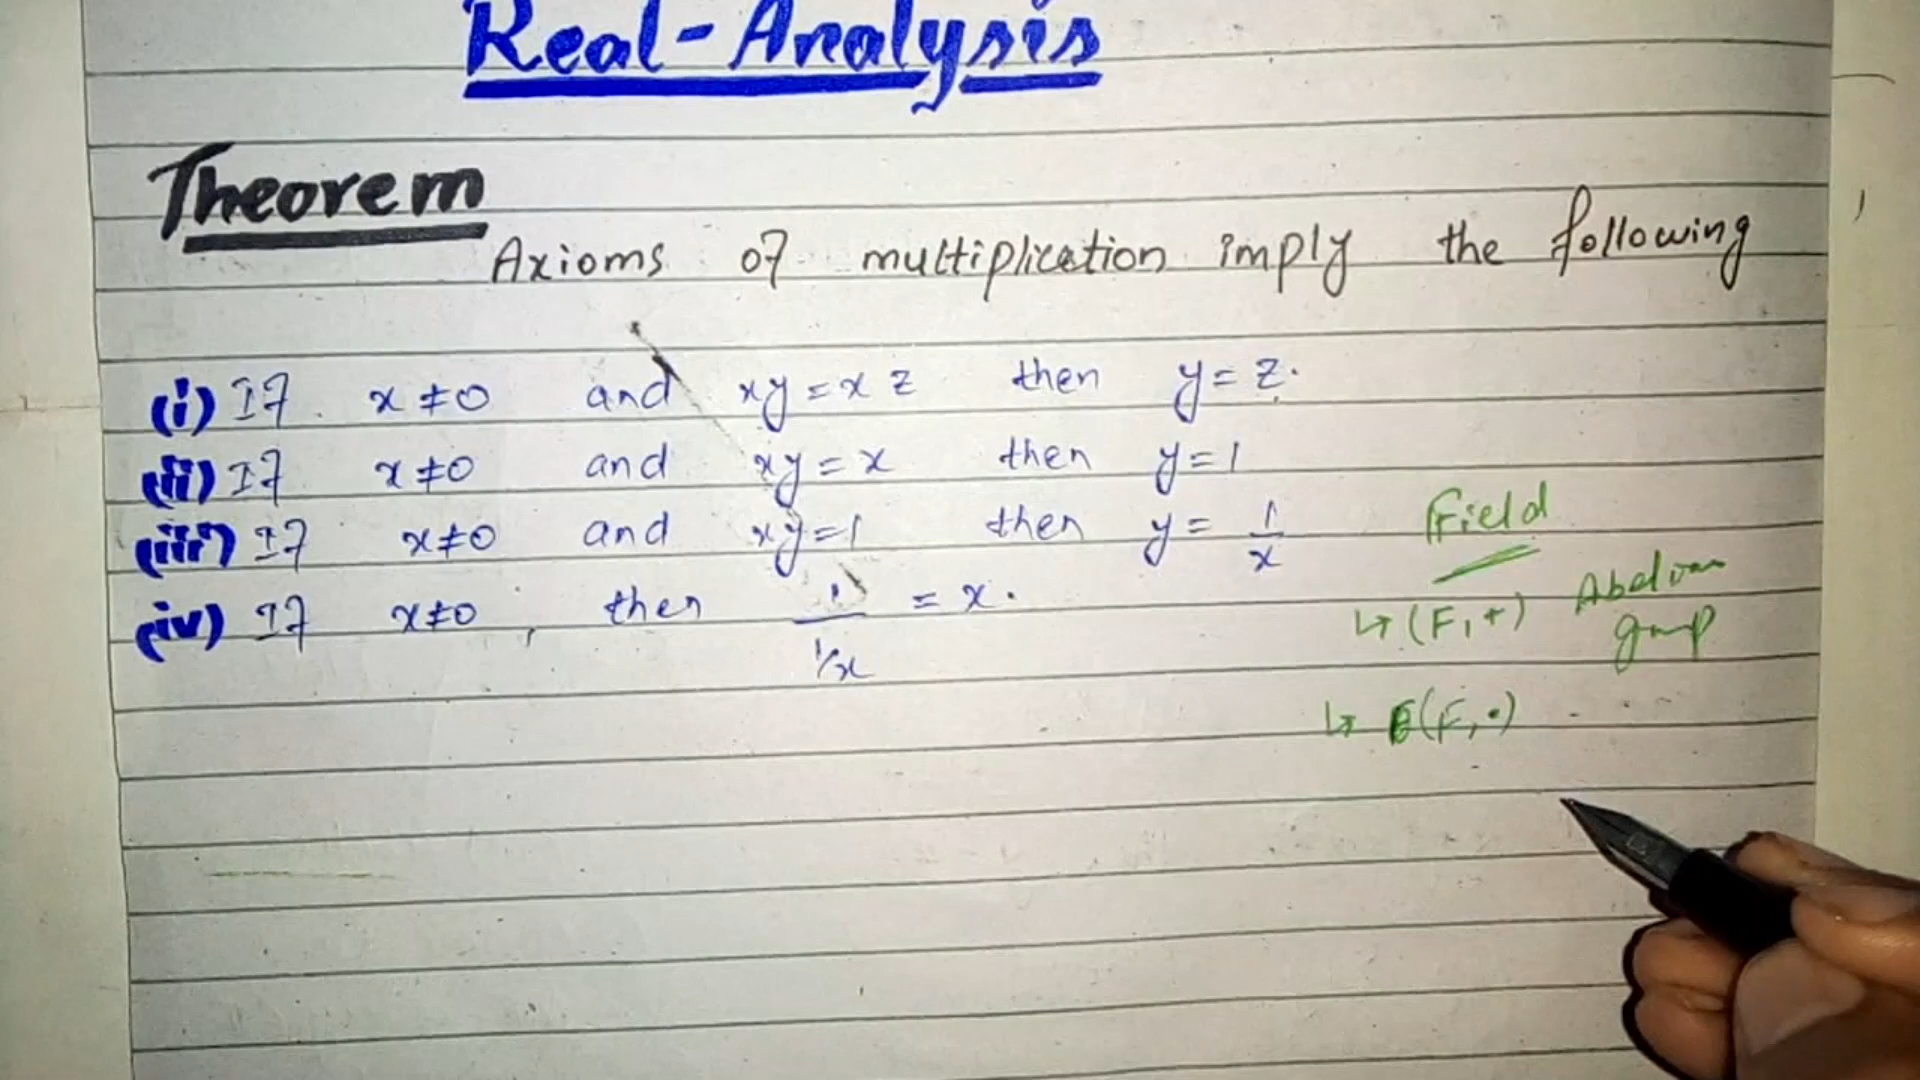 Real-Analysis
Theorem
Axioms of multiplication imply the following
(i) If x ≠ 0 and xy = xz then y = z.
(ii) If x ≠ 0 and xy = x then y = 1
(iii) If x ≠ 0 and xy = 1 then y = 1/x
(iv) If x ≠ 0, then 1/(1/x) = x.
Field
↳ (F, +) Abelian group
↳ (F, •)